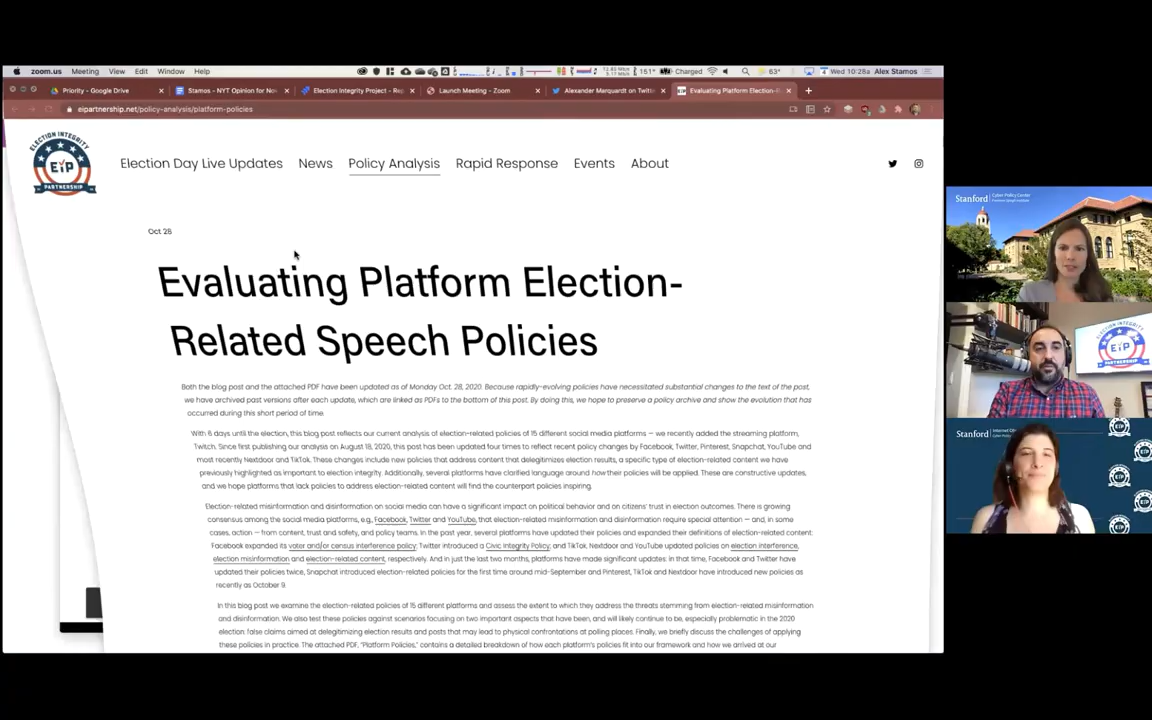 zoom.us Meeting View Edit Window Help
151° Charged 63° Wed 10:28a Alex Stamos
Priority - Google Drive
Stamos - NYT Opinion for No
Election Integrity Project - Re
Launch Meeting - Zoom
Alexander Marquardt on Twitt
Evaluating Platform Election-R
eipartnership.net/policy-analysis/platform-policies
ELECTION INTEGRITY
EIP
PARTNERSHIP
Election Day Live Updates News Policy Analysis Rapid Response Events About
Oct 28
Evaluating Platform Election-
Related Speech Policies
Both the blog post and the attached PDF have been updated as of Monday Oct. 28, 2020. Because rapidly-evolving policies have necessitated substantial changes to the text of the post,
we have archived past versions after each update, which are linked as PDFs to the bottom of this post. By doing this, we hope to preserve a policy archive and show the evolution that has
occurred during this short period of time.
With 6 days until the election, this blog post reflects our current analysis of election-related policies of 15 different social media platforms — we recently added the streaming platform,
Twitch. Since first publishing our analysis on August 18, 2020, this post has been updated four times to reflect recent policy changes by Facebook, Twitter, Pinterest, Snapchat, YouTube and
most recently Nextdoor and TikTok. These changes include new policies that address content that delegitimizes election results, a specific type of election-related content we have
previously highlighted as important to election integrity. Additionally, several platforms have clarified language around how their policies will be applied. These are constructive updates,
and we hope platforms that lack policies to address election-related content will find the counterpart policies inspiring.
Election-related misinformation and disinformation on social media can have a significant impact on political behavior and on citizens' trust in election outcomes. There is growing
consensus among the social media platforms, e.g., Facebook, Twitter and YouTube, that election-related misinformation and disinformation require special attention — and, in some
cases, action — from content, trust and safety, and policy teams. In the past year, several platforms have updated and expanded their definitions of election-related content:
Facebook expanded its voter and/or census interference policy; Twitter introduced a Civic Integrity Policy; and TikTok, Nextdoor and YouTube updated policies on election interference,
election misinformation and election-related content, respectively. And in just the last two months, platforms have made significant updates: in that time, Facebook and Twitter have
updated their policies twice, Snapchat introduced election-related policies for the first time around mid-September and Pinterest, TikTok and Nextdoor have introduced new policies as
recently as October 9.
In this blog post we examine the election-related policies of 15 different platforms and assess the extent to which they address the threats stemming from election-related misinformation
and disinformation. We also test these policies against scenarios focusing on two important aspects that have been, and will likely continue to be, especially problematic in the 2020
election: false claims aimed at delegitimizing election results and posts that may lead to physical confrontations at polling places. Finally, we briefly discuss the challenges of applying
these policies in practice. The attached PDF, "Platform Policies," contains a detailed breakdown of how each platform's policies fit into our framework and how we arrived at our
Stanford Cyber Policy Center
ELECTION INTEGRITY
EIP
PARTNERSHIP
Stanford Internet